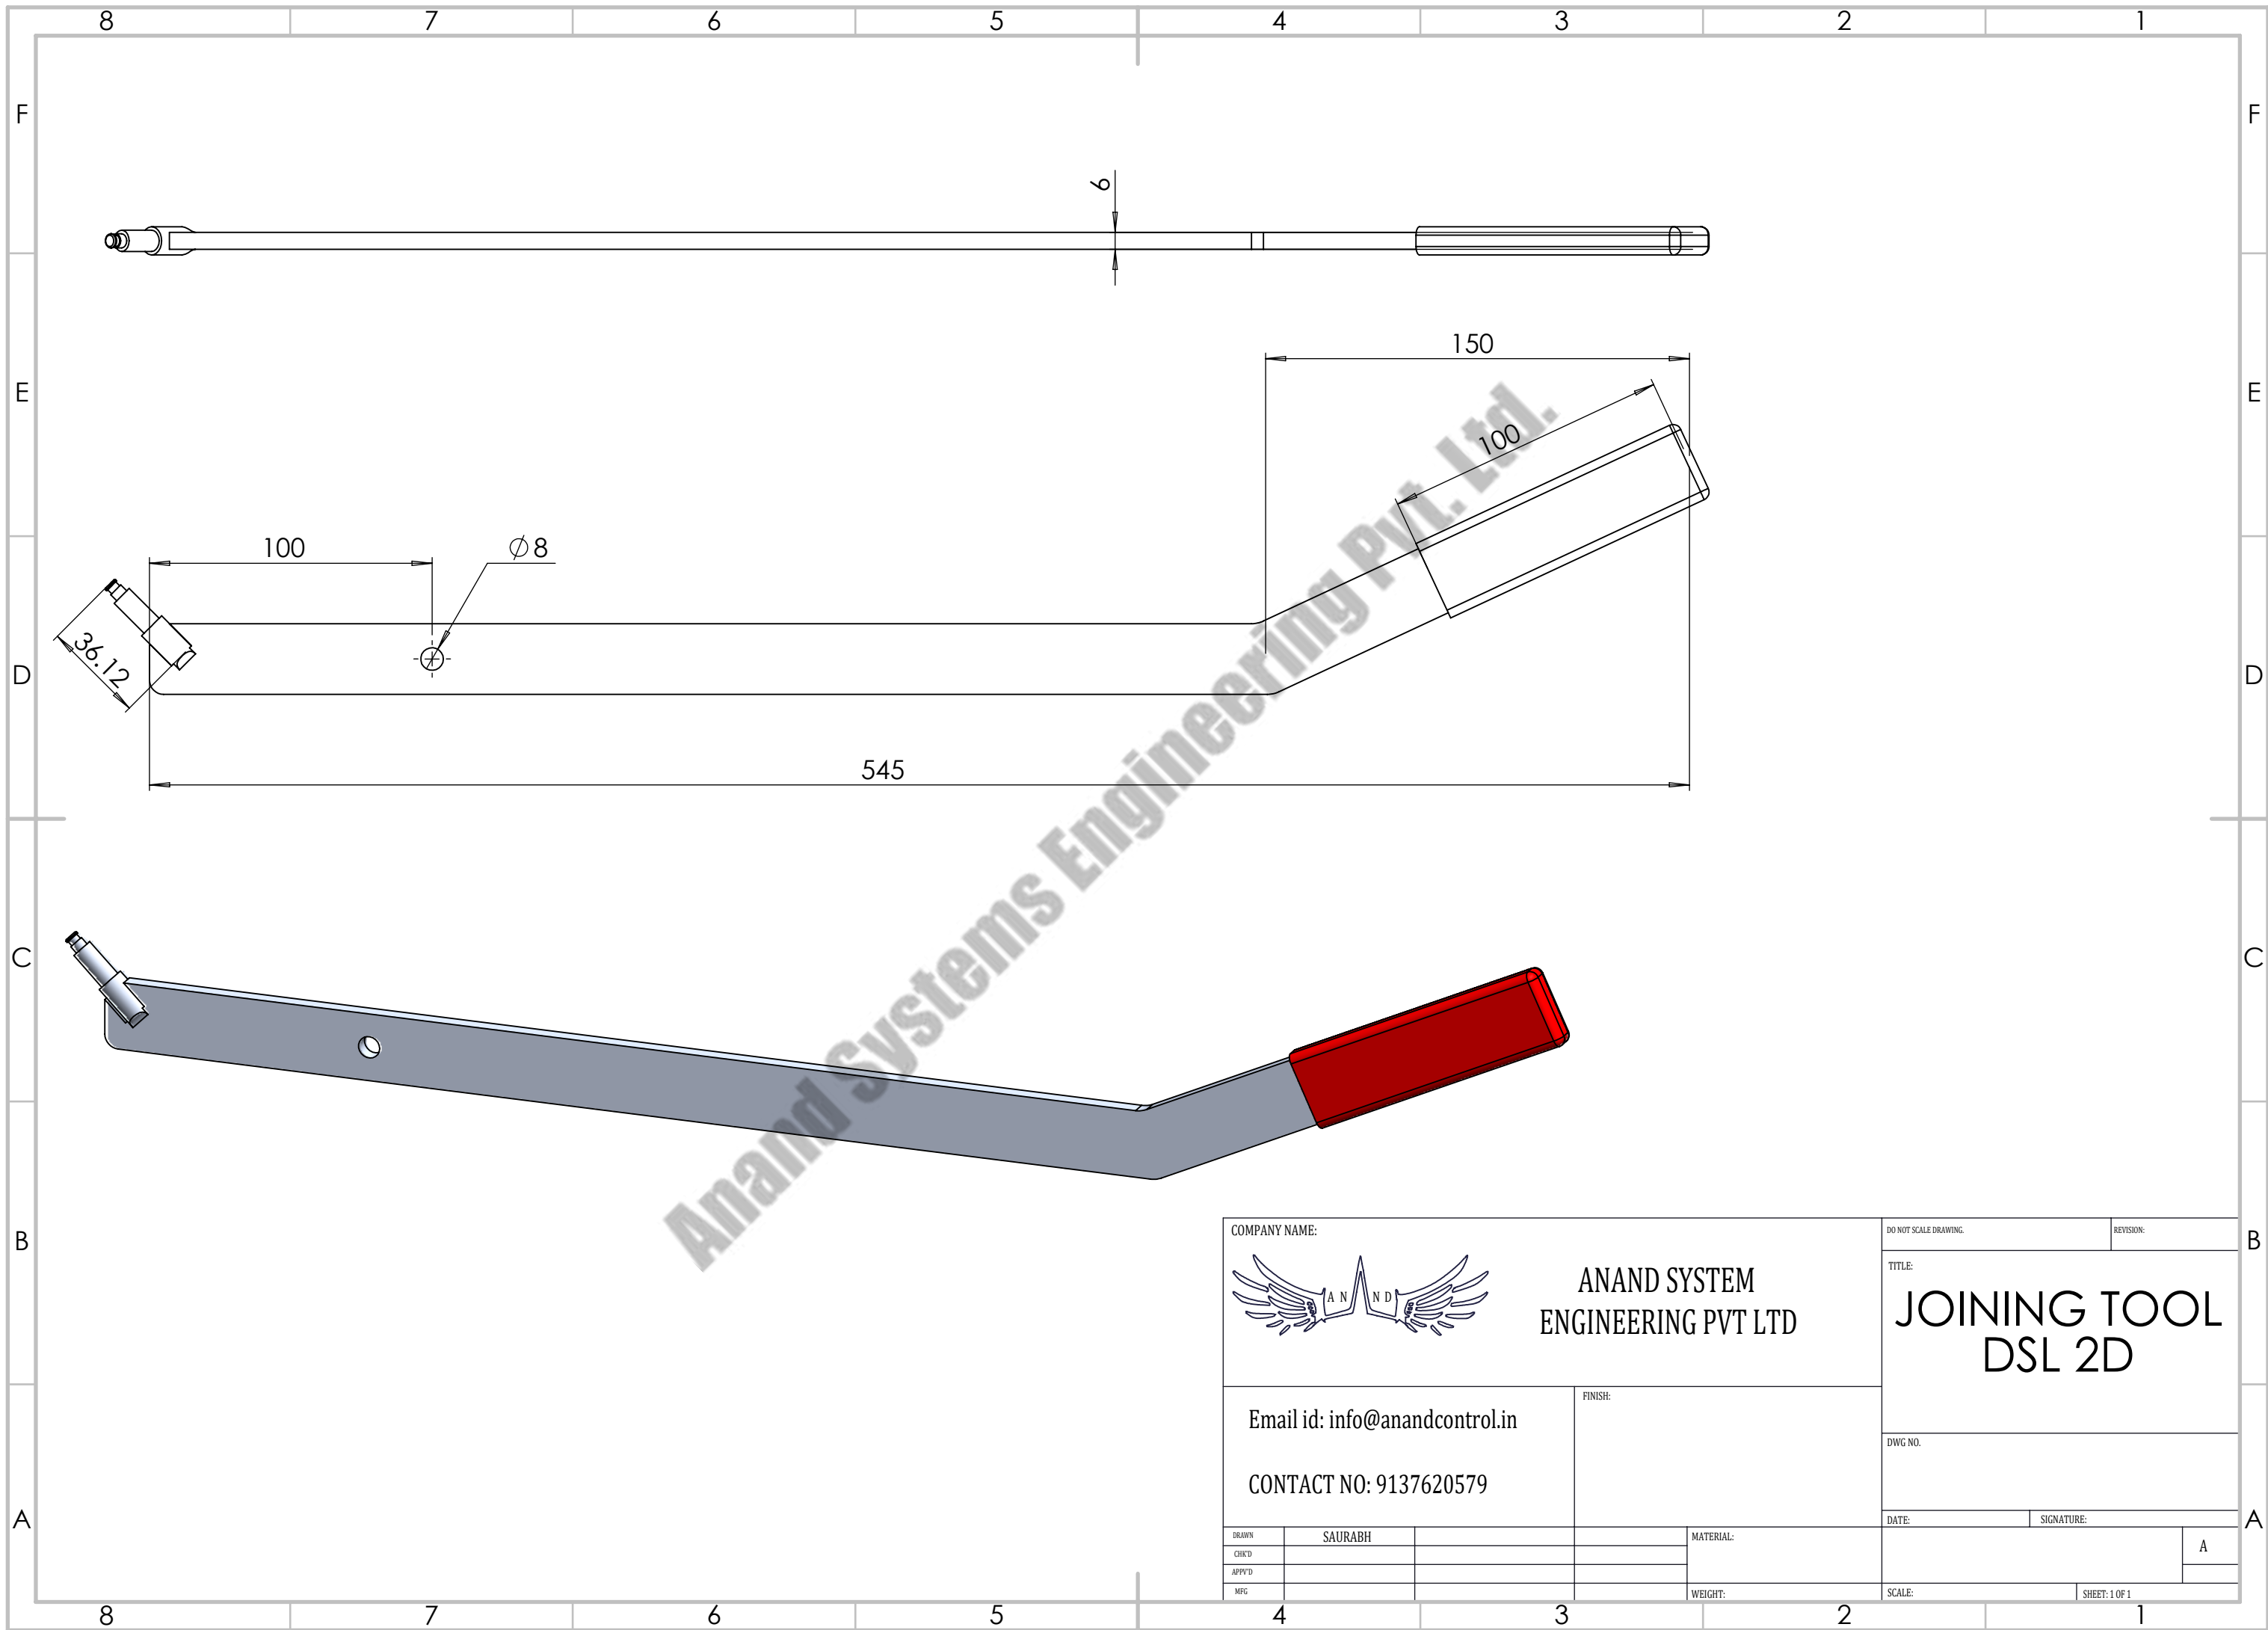 8 7 6 5 4 3 2 1
F F
6
150
E E
100
100
⌀8
36.12
D D
545
Anand Systems Engineering Pvt. Ltd.
C C
B B
COMPANY NAME:
A N N D
ANAND SYSTEM
ENGINEERING PVT LTD
DO NOT SCALE DRAWING.
REVISION:
TITLE:
JOINING TOOL
DSL 2D
Email id: info@anandcontrol.in
CONTACT NO: 9137620579
FINISH:
DWG NO.
A A
DATE:
SIGNATURE:
DRAWN SAURABH
CHK'D
APPV'D
MFG
MATERIAL:
WEIGHT:
A
SCALE:
SHEET: 1 OF 1
8 7 6 5 4 3 2 1